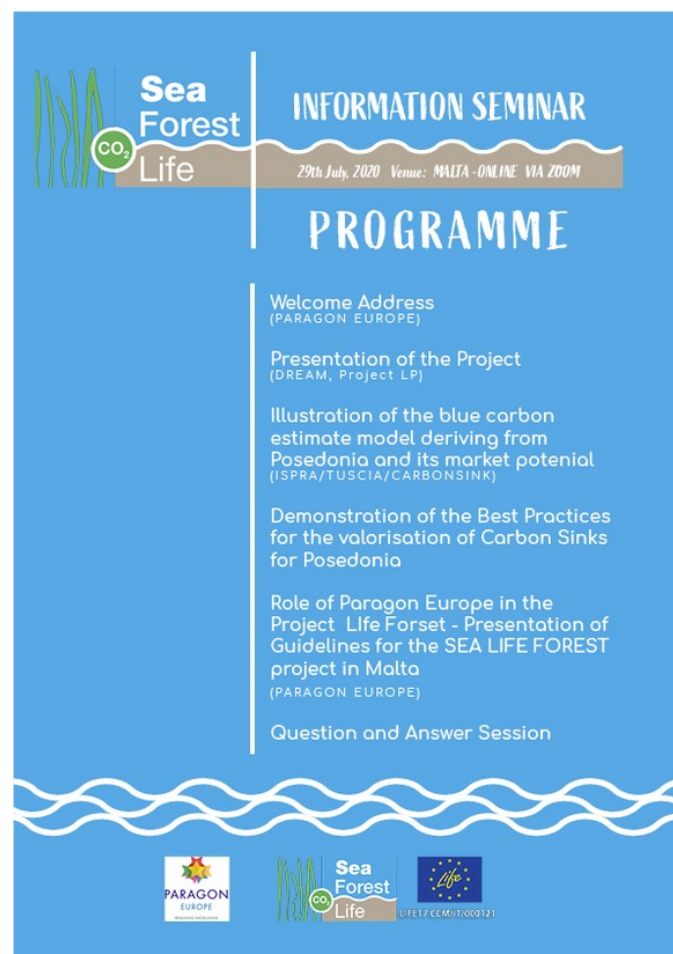 Sea
Forest
CO2
Life
INFORMATION SEMINAR
29th July, 2020 Venue: MALTA -ONLINE VIA ZOOM
PROGRAMME
Welcome Address
(PARAGON EUROPE)
Presentation of the Project
(DREAM, Project LP)
Illustration of the blue carbon
estimate model deriving from
Posedonia and its market potenial
(ISPRA/TUSCIA/CARBONSINK)
Demonstration of the Best Practices
for the valorisation of Carbon Sinks
for Posedonia
Role of Paragon Europe in the
Project LIfe Forset - Presentation of
Guidelines for the SEA LIFE FOREST
project in Malta
(PARAGON EUROPE)
Question and Answer Session
PARAGON
EUROPE
Sea
Forest
CO2
Life
Life